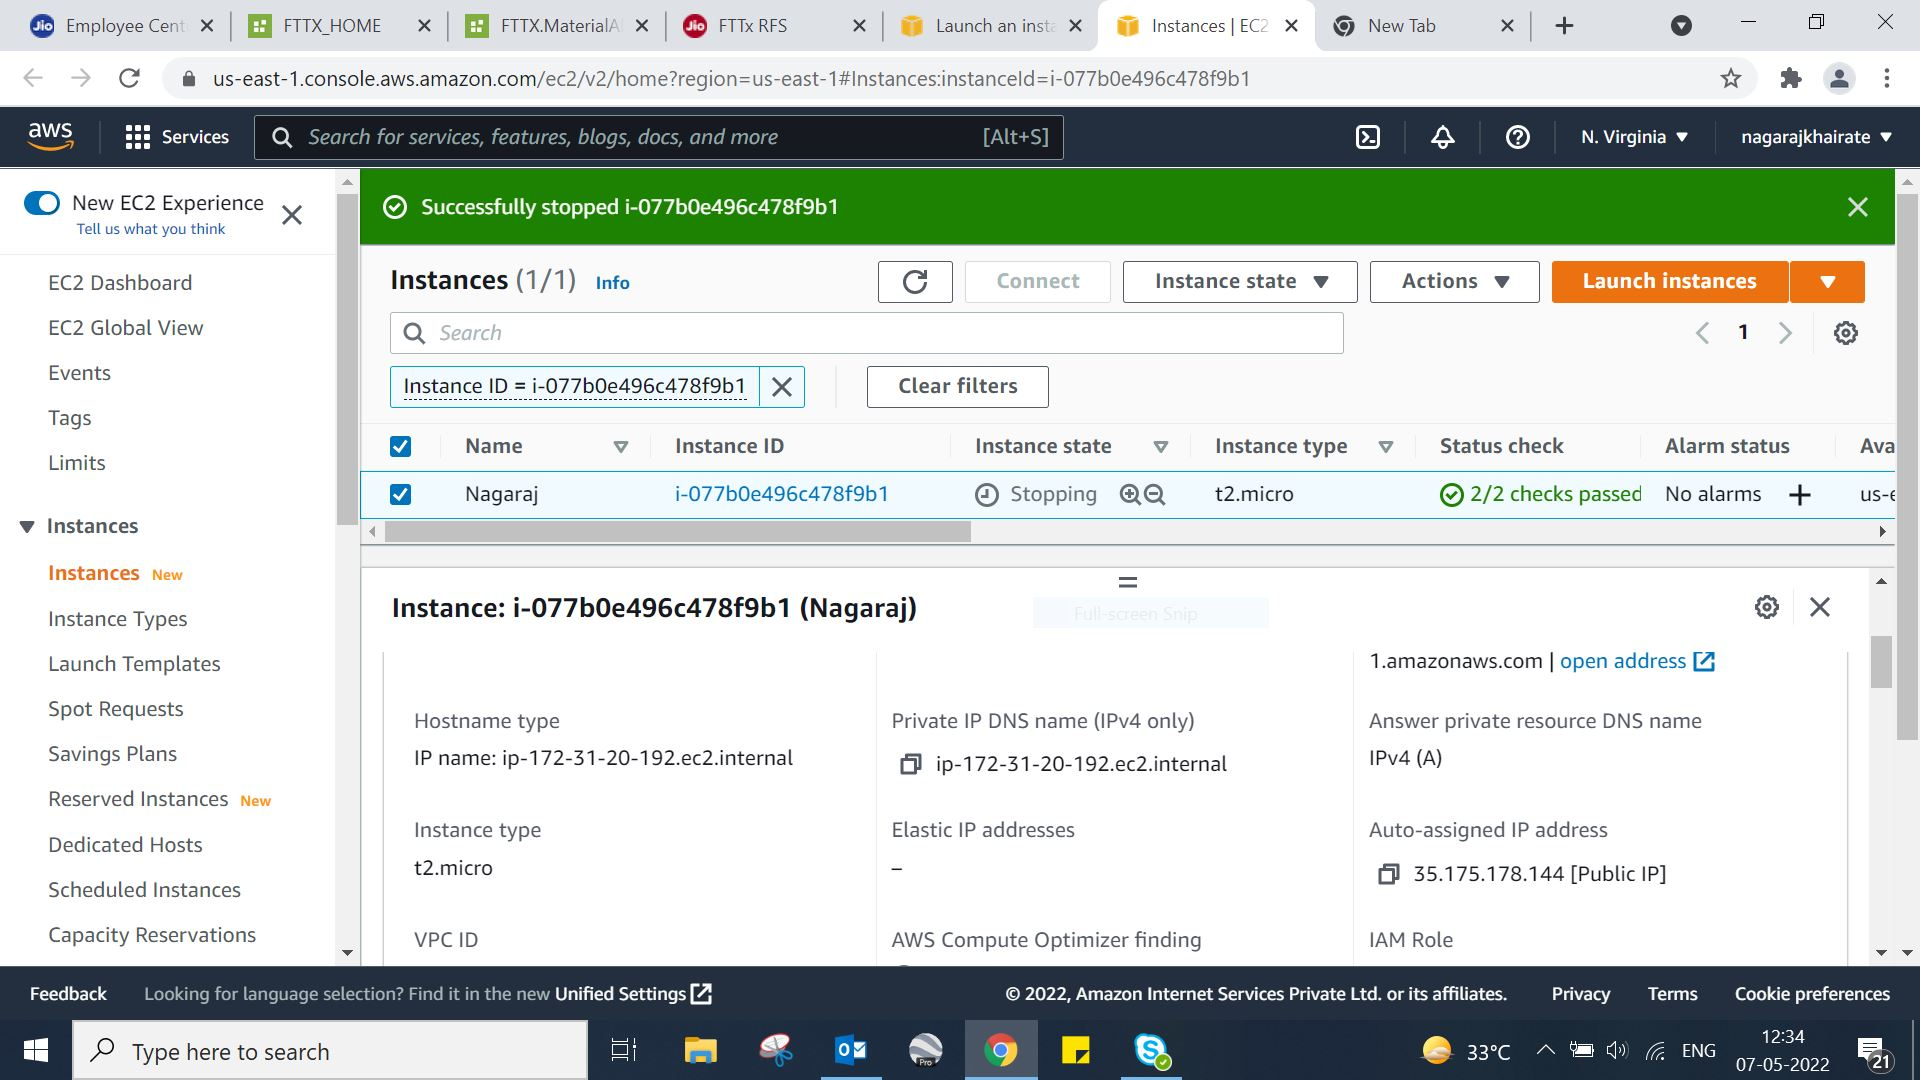 Jio Employee Cent
FTTX_HOME
FTTX.MaterialA
Jio FTTx RFS
Launch an insta
Instances | EC2
New Tab
us-east-1.console.aws.amazon.com/ec2/v2/home?region=us-east-1#Instances:instanceId=i-077b0e496c478f9b1
aws
Services
Search for services, features, blogs, docs, and more [Alt+S]
N. Virginia
nagarajkhairate
New EC2 Experience
Tell us what you think
EC2 Dashboard
EC2 Global View
Events
Tags
Limits
Instances
Instances New
Instance Types
Launch Templates
Spot Requests
Savings Plans
Reserved Instances New
Dedicated Hosts
Scheduled Instances
Capacity Reservations
Successfully stopped i-077b0e496c478f9b1
Instances (1/1) Info
Connect
Instance state
Actions
Launch instances
Search
1
Instance ID = i-077b0e496c478f9b1
Clear filters
Name Instance ID Instance state Instance type Status check Alarm status Ava
Nagaraj i-077b0e496c478f9b1 Stopping t2.micro 2/2 checks passed No alarms + us-e
Instance: i-077b0e496c478f9b1 (Nagaraj)
Full-screen Snip
1.amazonaws.com | open address
Hostname type
IP name: ip-172-31-20-192.ec2.internal
Private IP DNS name (IPv4 only)
ip-172-31-20-192.ec2.internal
Answer private resource DNS name
IPv4 (A)
Instance type
t2.micro
Elastic IP addresses
–
Auto-assigned IP address
35.175.178.144 [Public IP]
VPC ID
AWS Compute Optimizer finding
IAM Role
Feedback
Looking for language selection? Find it in the new Unified Settings
© 2022, Amazon Internet Services Private Ltd. or its affiliates.
Privacy
Terms
Cookie preferences
Type here to search
Pro
33°C
ENG
12:34
07-05-2022
21